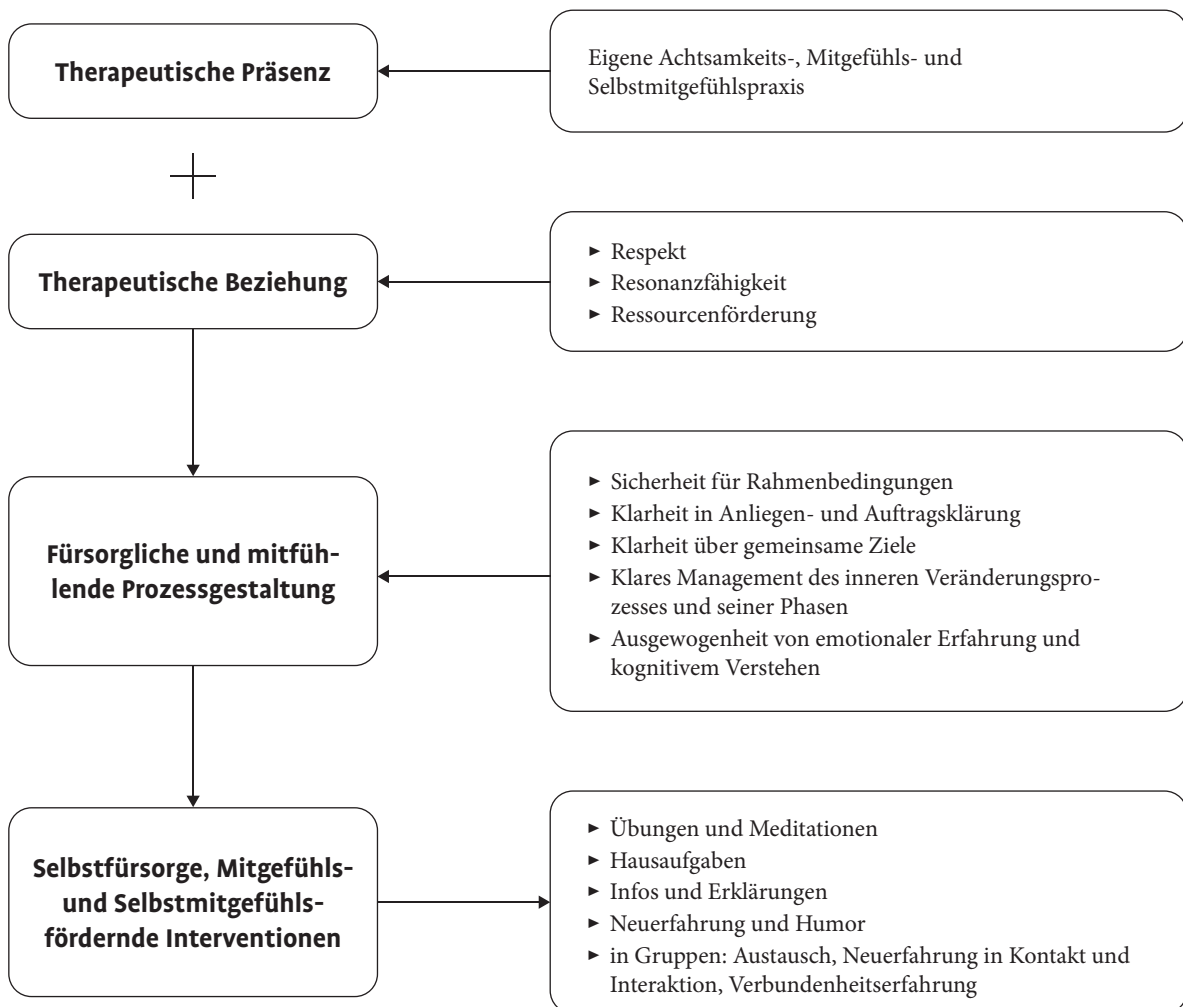 Therapeutische Präsenz
Eigene Achtsamkeits-, Mitgefühls- und
Selbstmitgefühlspraxis
+
Therapeutische Beziehung
► Respekt
► Resonanzfähigkeit
► Ressourcenförderung
Fürsorgliche und mitfüh-
lende Prozessgestaltung
► Sicherheit für Rahmenbedingungen
► Klarheit in Anliegen- und Auftragsklärung
► Klarheit über gemeinsame Ziele
► Klares Management des inneren Veränderungspro-
zesses und seiner Phasen
► Ausgewogenheit von emotionaler Erfahrung und
kognitivem Verstehen
Selbstfürsorge, Mitgefühls-
und Selbstmitgefühls-
fördernde Interventionen
► Übungen und Meditationen
► Hausaufgaben
► Infos und Erklärungen
► Neuerfahrung und Humor
► in Gruppen: Austausch, Neuerfahrung in Kontakt und
Interaktion, Verbundenheitserfahrung